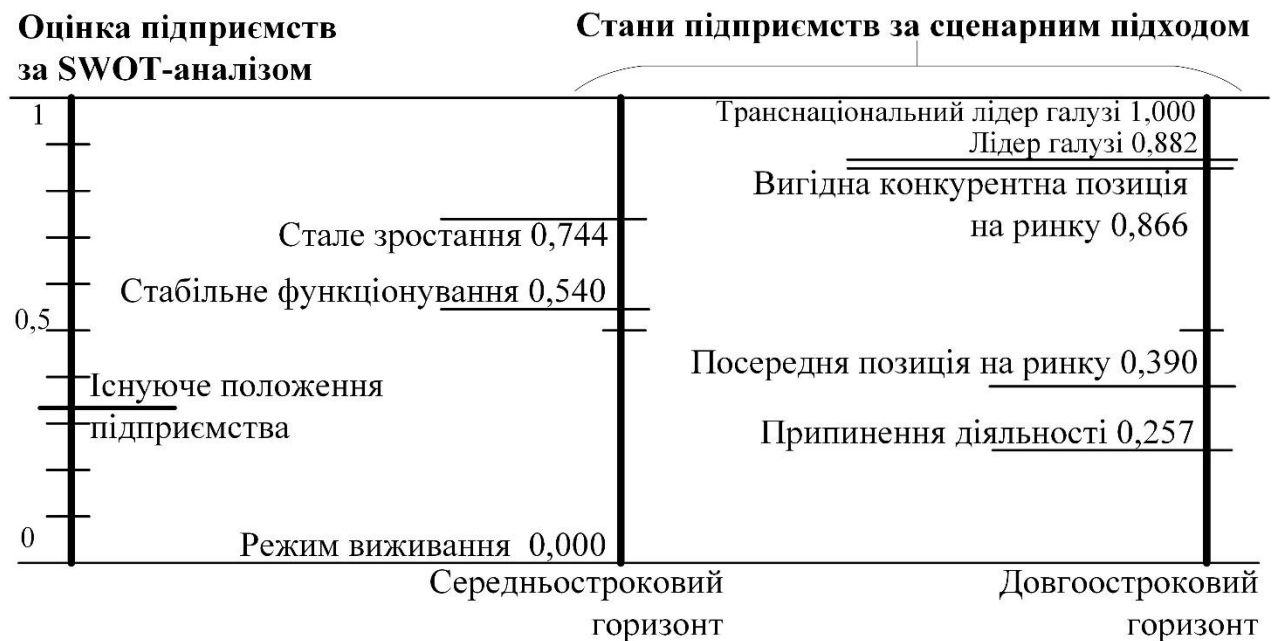 Оцінка підприємств
за SWOT-аналізом
Стани підприємств за сценарним підходом
1
Транснаціональний лідер галузі 1,000
Лідер галузі 0,882
Вигідна конкурентна позиція
на ринку 0,866
Стале зростання 0,744
Стабільне функціонування 0,540
0,5
Посередня позиція на ринку 0,390
Існуюче положення
підприємства
Припинення діяльності 0,257
0
Режим виживання 0,000
Середньостроковий
горизонт
Довгоостроковий
горизонт